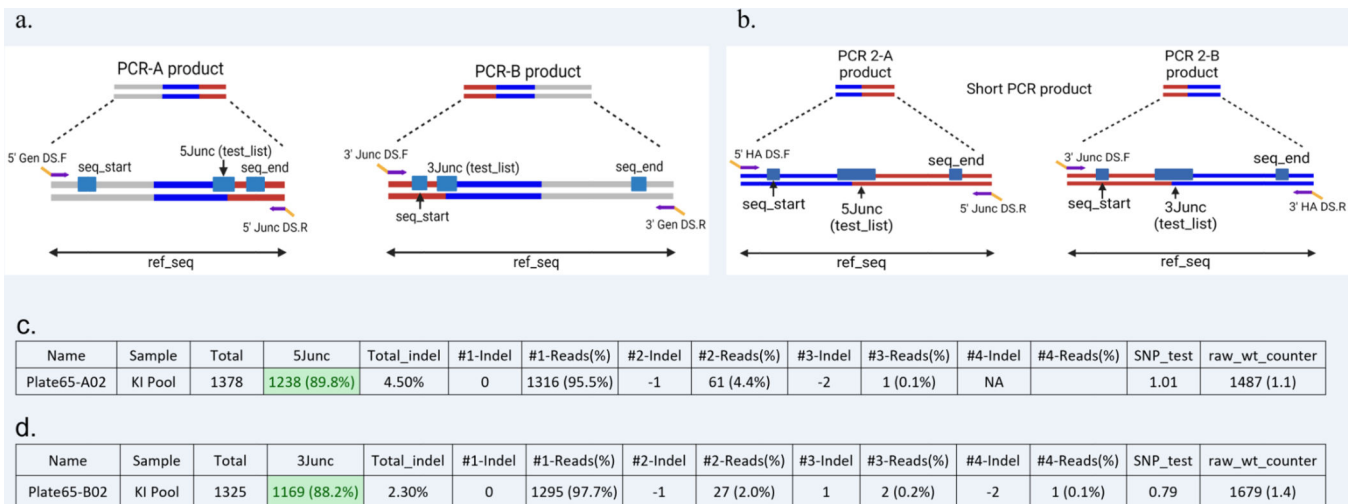 a.
PCR-A product
5' Gen DS.F
seq_start
5Junc (test_list)
seq_end
5' Junc DS.R
ref_seq
PCR-B product
3' Junc DS.F
3Junc (test_list)
seq_end
seq_start
3' Gen DS.R
ref_seq
b.
PCR 2-A
product
Short PCR product
5' HA DS.F
seq_end
seq_start
5Junc
(test_list)
5' Junc DS.R
ref_seq
PCR 2-B
product
3' Junc DS.F
seq_end
seq_start
3Junc
(test_list)
3' HA DS.R
ref_seq
c.
Name Sample Total 5Junc Total_indel #1-Indel #1-Reads(%) #2-Indel #2-Reads(%) #3-Indel #3-Reads(%) #4-Indel #4-Reads(%) SNP_test raw_wt_counter
Plate65-A02 KI Pool 1378 1238 (89.8%) 4.50% 0 1316 (95.5%) -1 61 (4.4%) -2 1 (0.1%) NA 1.01 1487 (1.1)
d.
Name Sample Total 3Junc Total_indel #1-Indel #1-Reads(%) #2-Indel #2-Reads(%) #3-Indel #3-Reads(%) #4-Indel #4-Reads(%) SNP_test raw_wt_counter
Plate65-B02 KI Pool 1325 1169 (88.2%) 2.30% 0 1295 (97.7%) -1 27 (2.0%) 1 2 (0.2%) -2 1 (0.1%) 0.79 1679 (1.4)